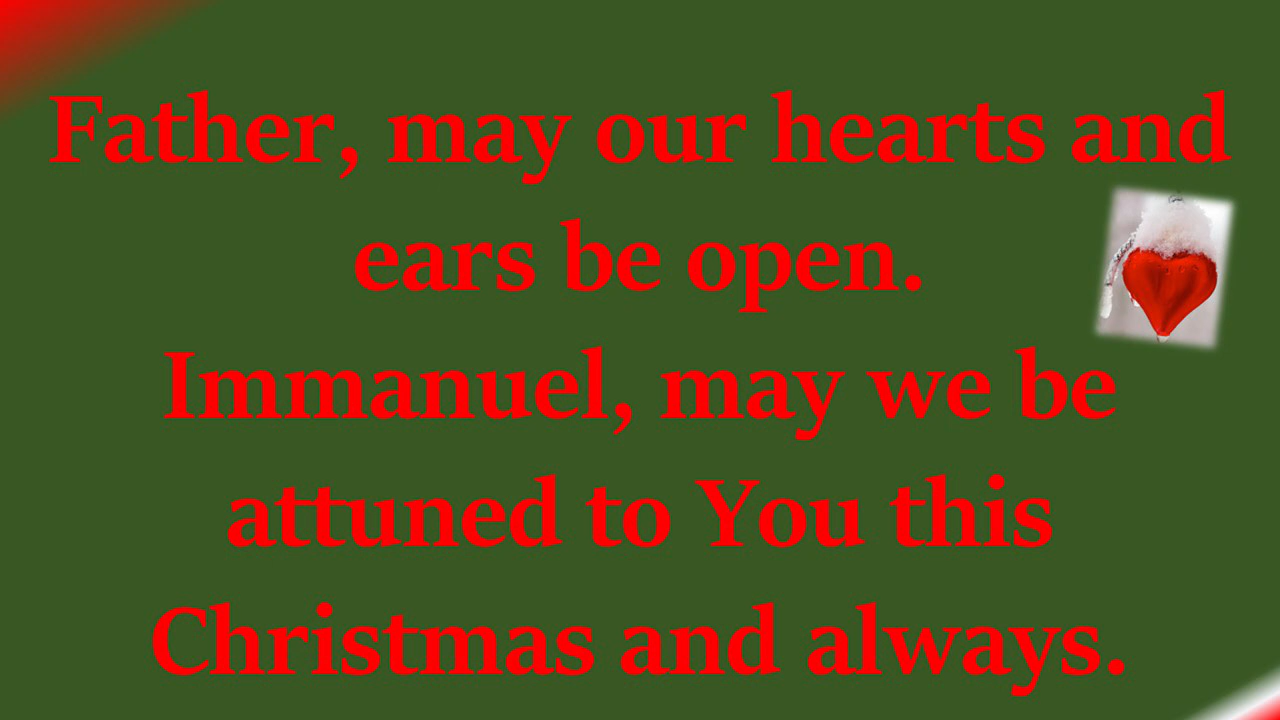 Father, may our hearts and
ears be open.
Immanuel, may we be
attuned to You this
Christmas and always.